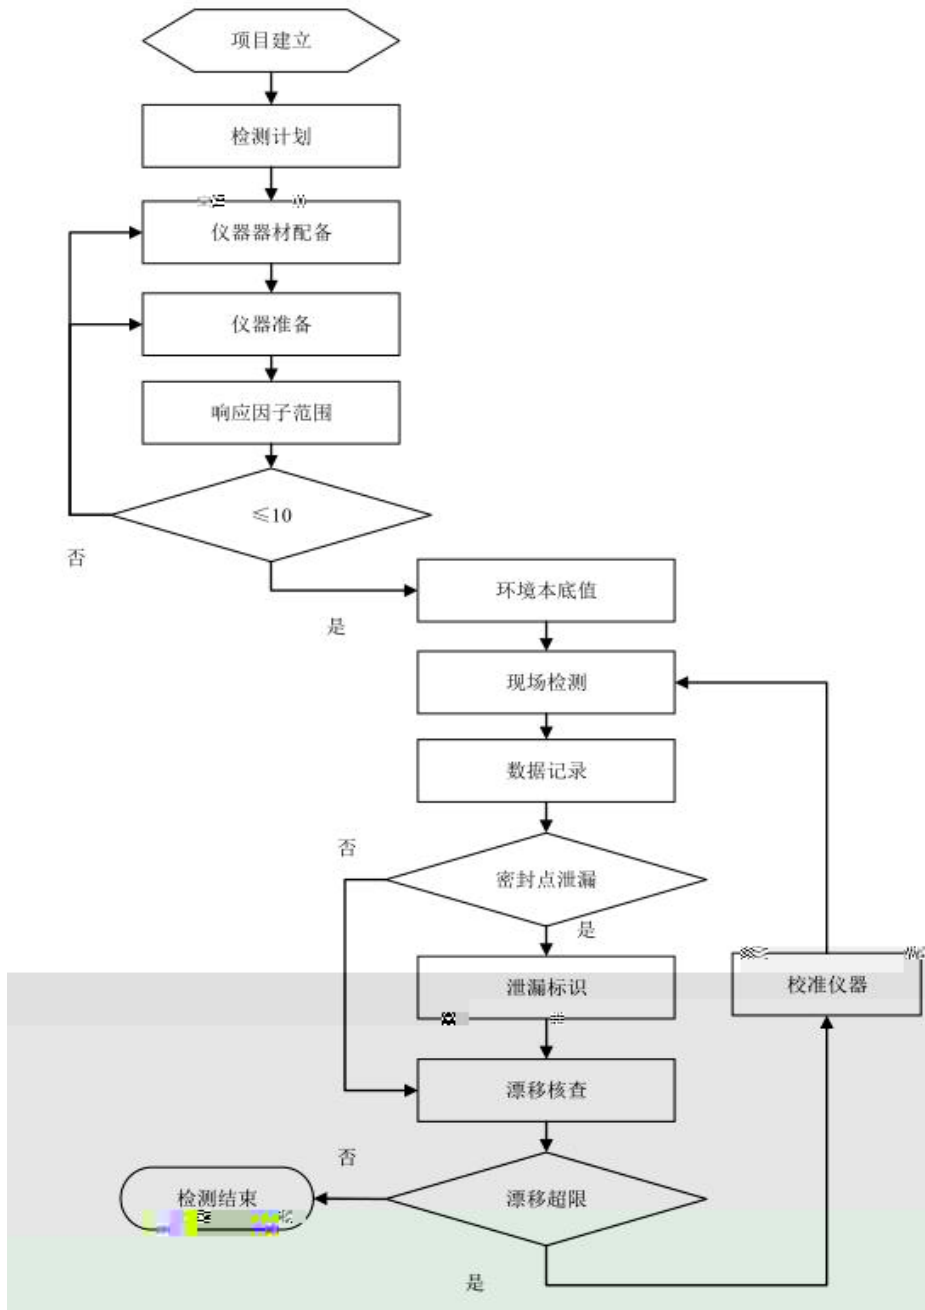 项目建立
检测计划
仪器器材配备
仪器准备
响应因子范围
≤10
否
环境本底值
是
现场检测
数据记录
否
密封点泄漏
是
泄漏标识
校准仪器
漂移核查
否
检测结束
漂移超限
是